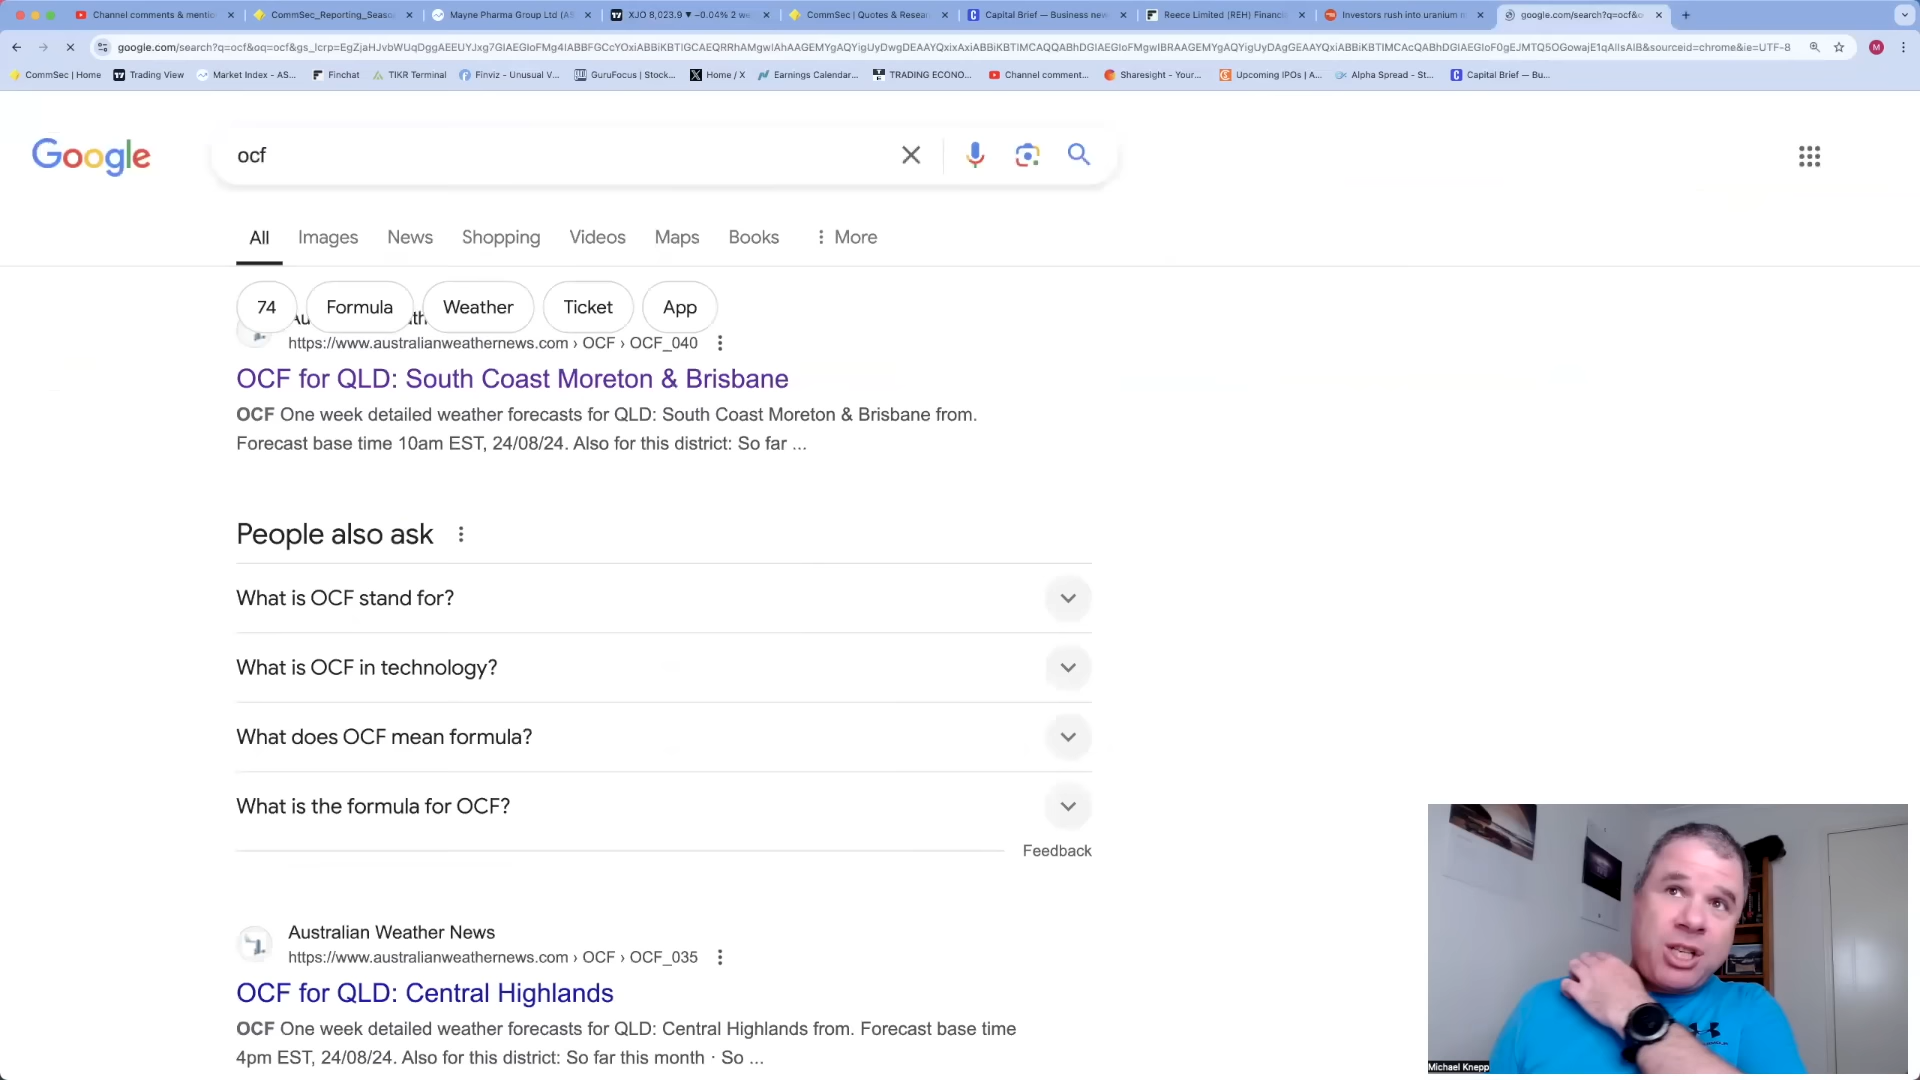 Channel comments & mentio
CommSec_Reporting_Seaso
Mayne Pharma Group Ltd (A
XJO 8,023.9 ▼ −0.04% 2 we
CommSec | Quotes & Resea
Capital Brief — Business new
Reece Limited (REH) Financi
Investors rush into uranium
google.com/search?q=ocf&o
CommSec | Home
Trading View
Market Index - AS...
Finchat
TIKR Terminal
Finviz - Unusual V...
GuruFocus | Stock...
Home / X
Earnings Calendar...
TRADING ECONO...
Channel comment...
Sharesight - Your...
Upcoming IPOs | A...
Alpha Spread - St...
Capital Brief — Bu...
Google
ocf
All
Images
News
Shopping
Videos
Maps
Books
More
74
Formula
Weather
Ticket
App
https://www.australianweathernews.com › OCF › OCF_040
OCF for QLD: South Coast Moreton & Brisbane
OCF One week detailed weather forecasts for QLD: South Coast Moreton & Brisbane from.
Forecast base time 10am EST, 24/08/24. Also for this district: So far ...
People also ask
What is OCF stand for?
What is OCF in technology?
What does OCF mean formula?
What is the formula for OCF?
Feedback
Australian Weather News
https://www.australianweathernews.com › OCF › OCF_035
OCF for QLD: Central Highlands
OCF One week detailed weather forecasts for QLD: Central Highlands from. Forecast base time
4pm EST, 24/08/24. Also for this district: So far this month · So ...
Michael Knepp